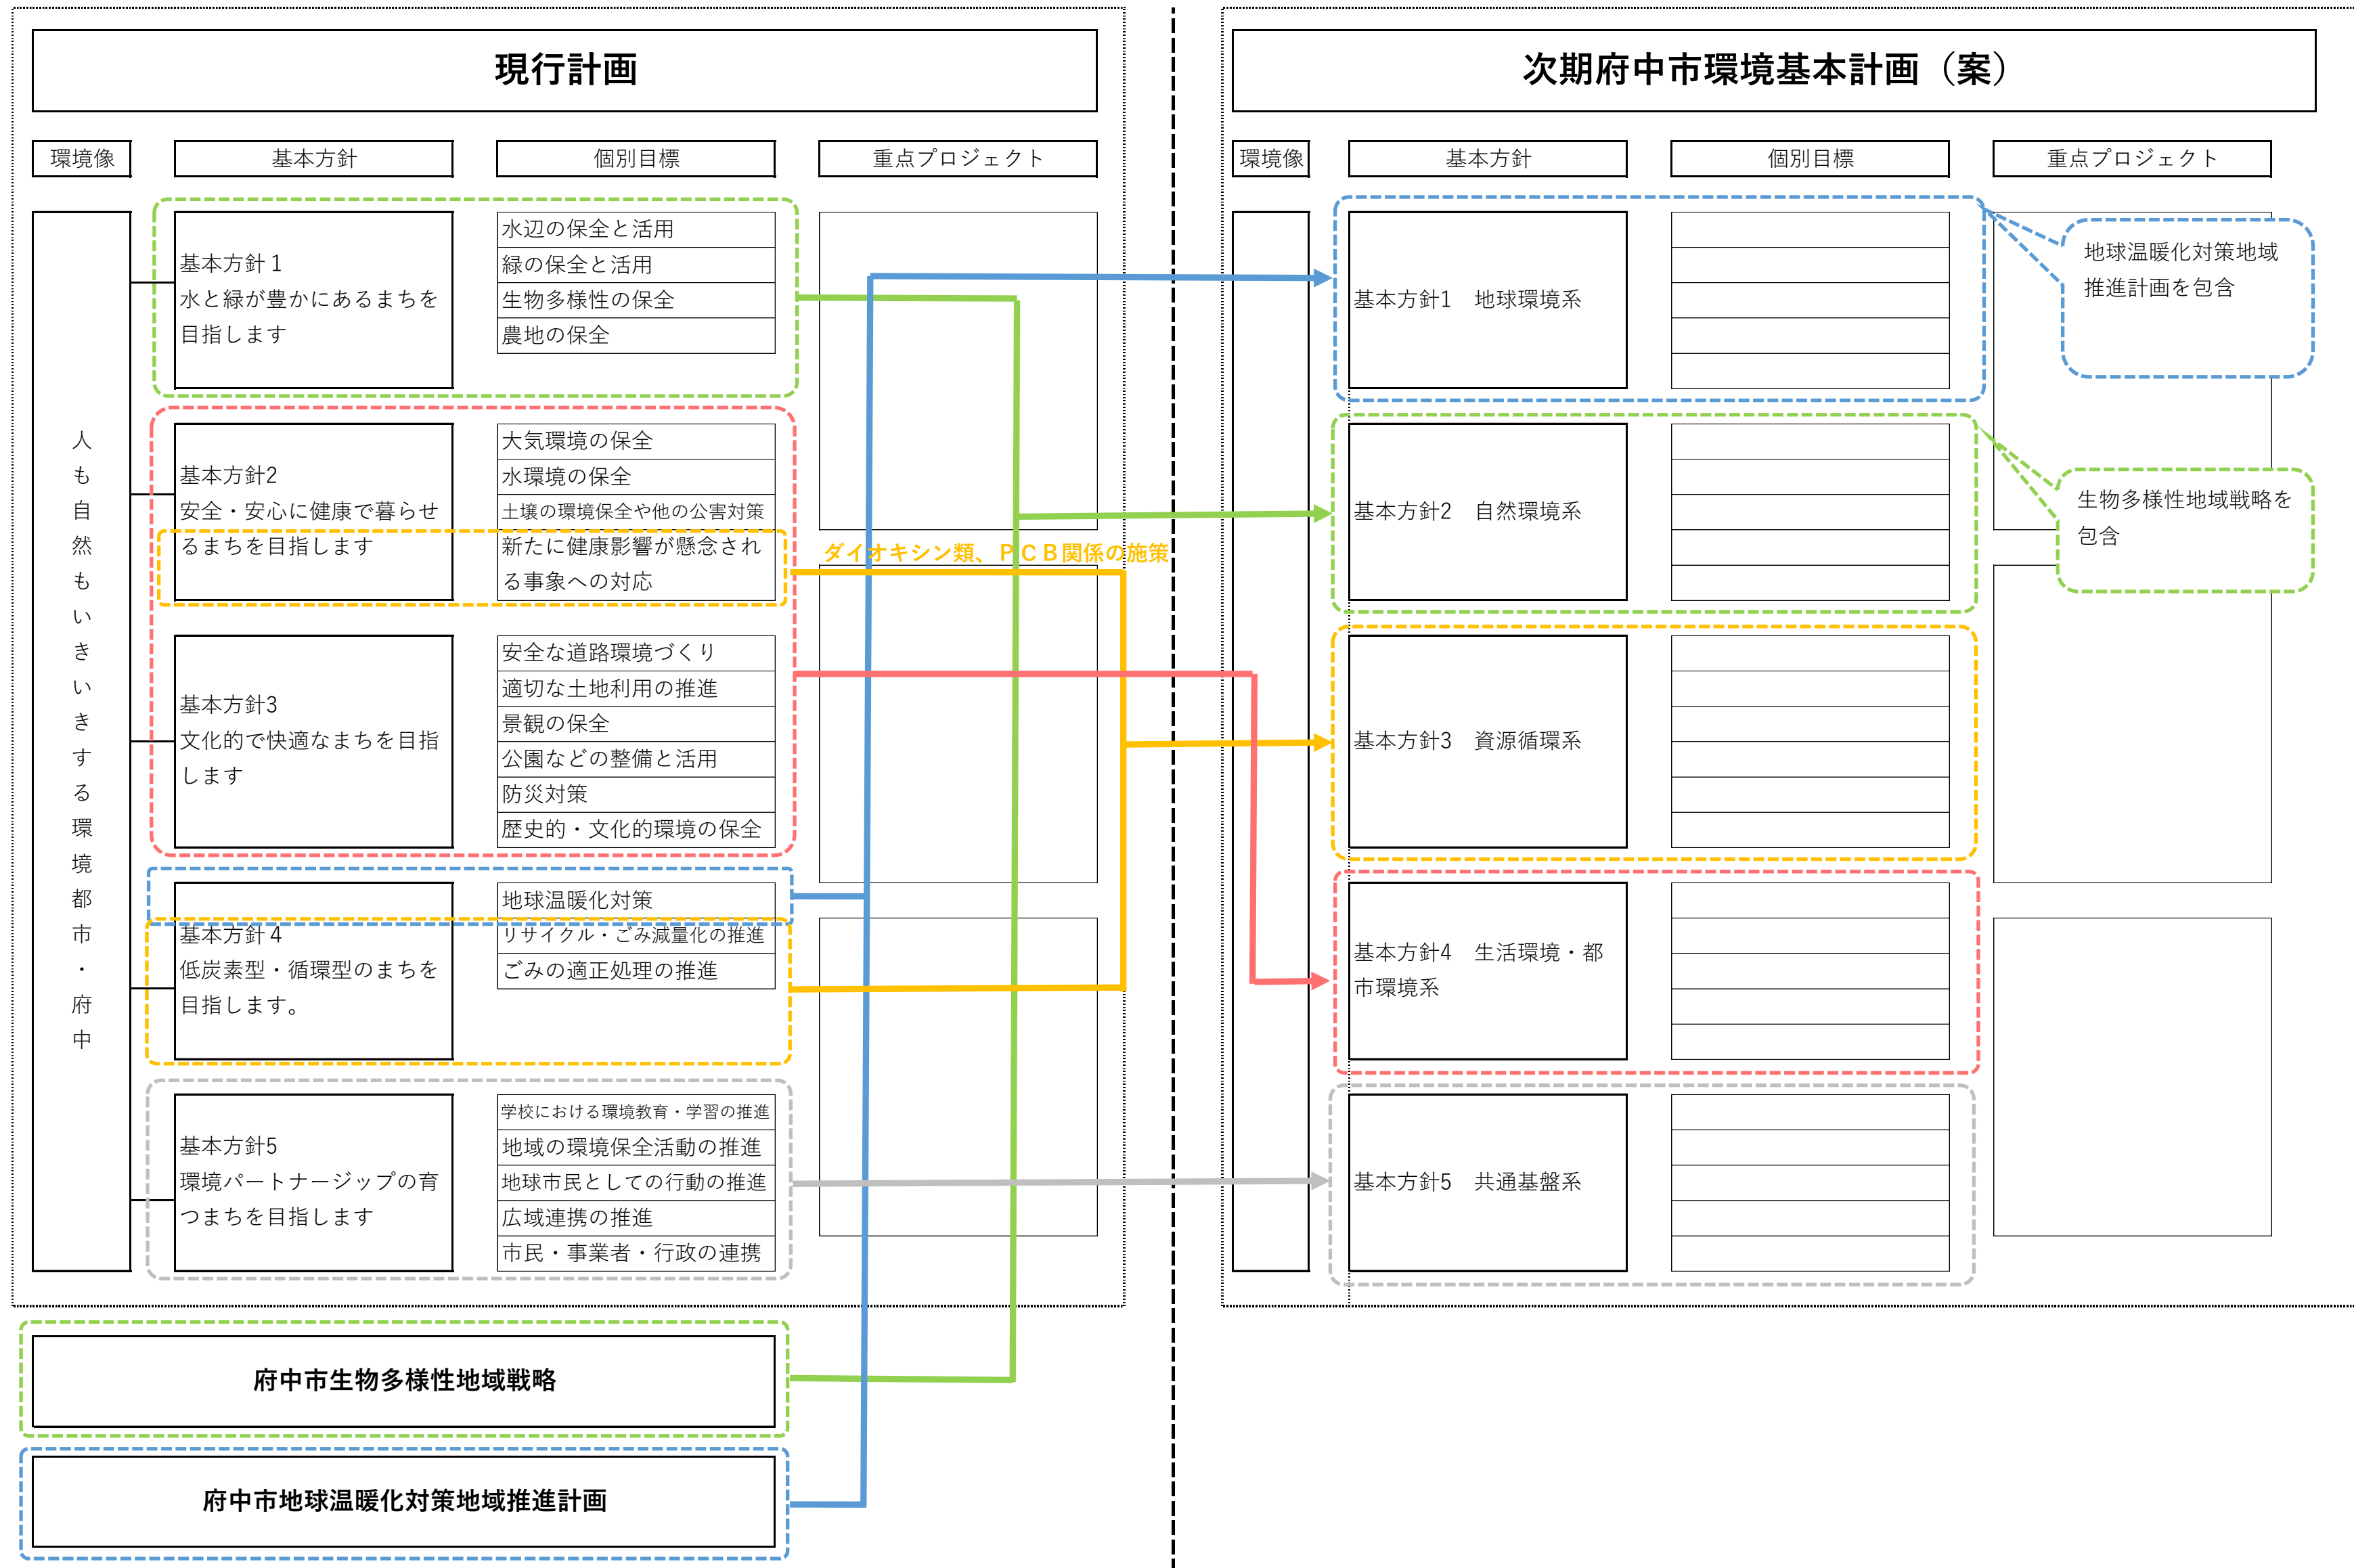 現行計画
環境像
基本方針
個別目標
重点プロジェクト
人も自然もいきいきする環境都市・府中
基本方針１
水と緑が豊かにあるまちを
目指します
水辺の保全と活用
緑の保全と活用
生物多様性の保全
農地の保全
基本方針2
安全・安心に健康で暮らせ
るまちを目指します
大気環境の保全
水環境の保全
土壌の環境保全や他の公害対策
新たに健康影響が懸念され
る事象への対応
ダイオキシン類、ＰＣＢ関係の施策
基本方針3
文化的で快適なまちを目指
します
安全な道路環境づくり
適切な土地利用の推進
景観の保全
公園などの整備と活用
防災対策
歴史的・文化的環境の保全
基本方針４
低炭素型・循環型のまちを
目指します。
地球温暖化対策
リサイクル・ごみ減量化の推進
ごみの適正処理の推進
基本方針5
環境パートナージップの育
つまちを目指します
学校における環境教育・学習の推進
地域の環境保全活動の推進
地球市民としての行動の推進
広域連携の推進
市民・事業者・行政の連携
府中市生物多様性地域戦略
府中市地球温暖化対策地域推進計画
次期府中市環境基本計画（案）
環境像
基本方針
個別目標
重点プロジェクト
基本方針1　地球環境系
地球温暖化対策地域
推進計画を包含
基本方針2　自然環境系
生物多様性地域戦略を
包含
基本方針3　資源循環系
基本方針4　生活環境・都
市環境系
基本方針5　共通基盤系